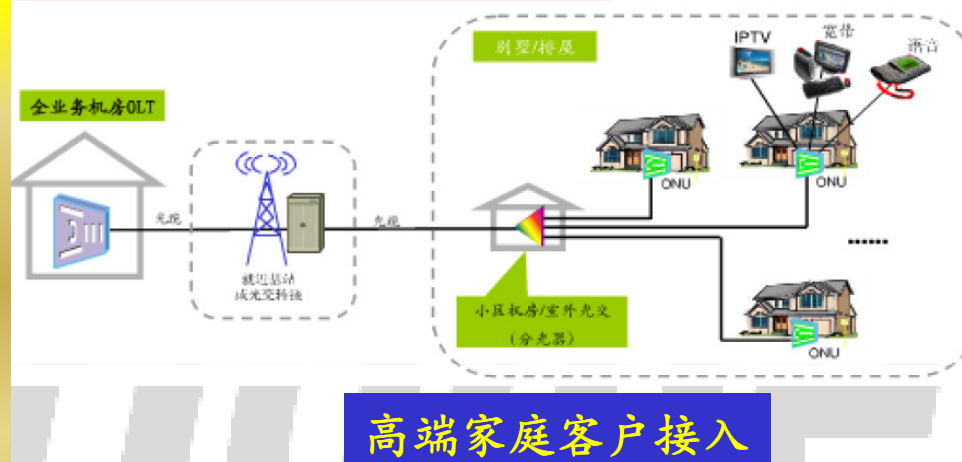 别墅/排屋
IPTV
宽带
语音
全业务机房OLT
ONU
ONU
光缆
光缆
就近基站
或光交转接
......
小区机房/室外光交
(分光器)
ONU
高端家庭客户接入